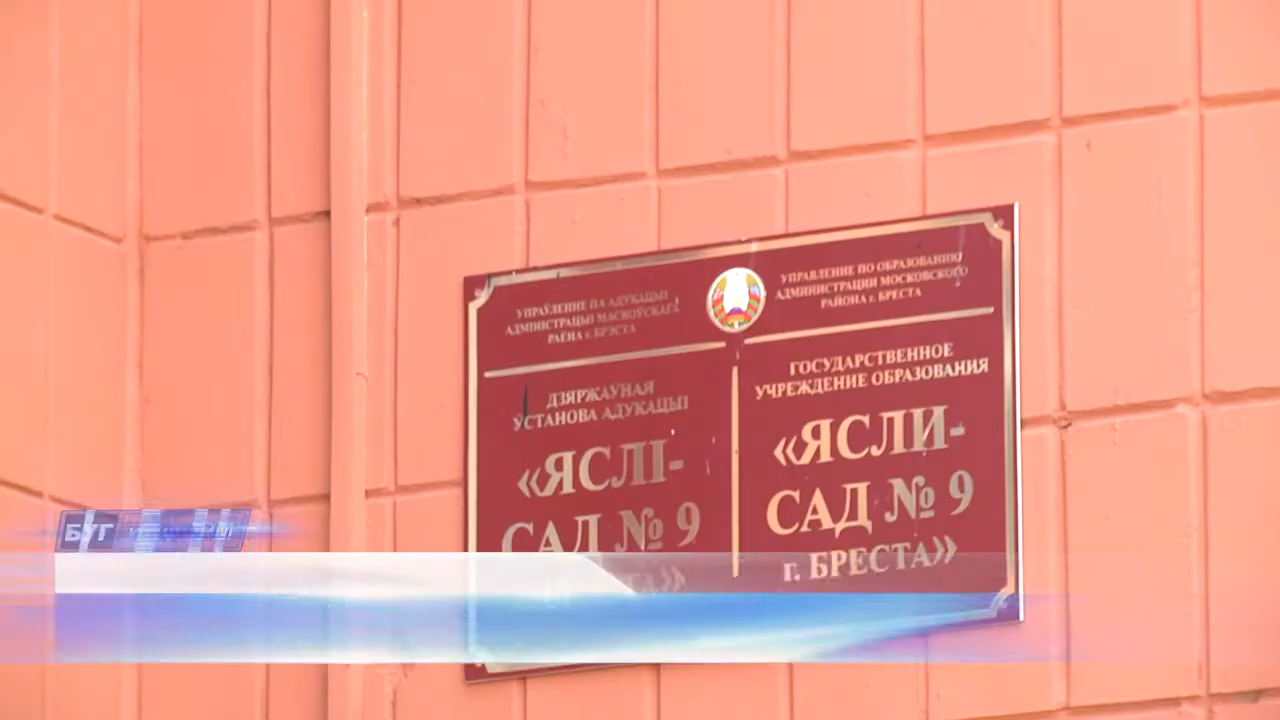 УПРАЎЛЕННЕ ПА АДУКАЦЫІ
АДМІНІСТРАЦЫІ МАСКОЎСКАГА
РАЁНА г. БРЭСТА
ДЗЯРЖАЎНАЯ
ЎСТАНОВА АДУКАЦЫІ
«ЯСЛІ-
САД № 9
УПРАВЛЕНИЕ ПО ОБРАЗОВАНИЮ
АДМИНИСТРАЦИИ МОСКОВСКОГО
РАЙОНА г. БРЕСТА
ГОСУДАРСТВЕННОЕ
УЧРЕЖДЕНИЕ ОБРАЗОВАНИЯ
«ЯСЛИ-
САД № 9
г. БРЕСТА»
БУГ